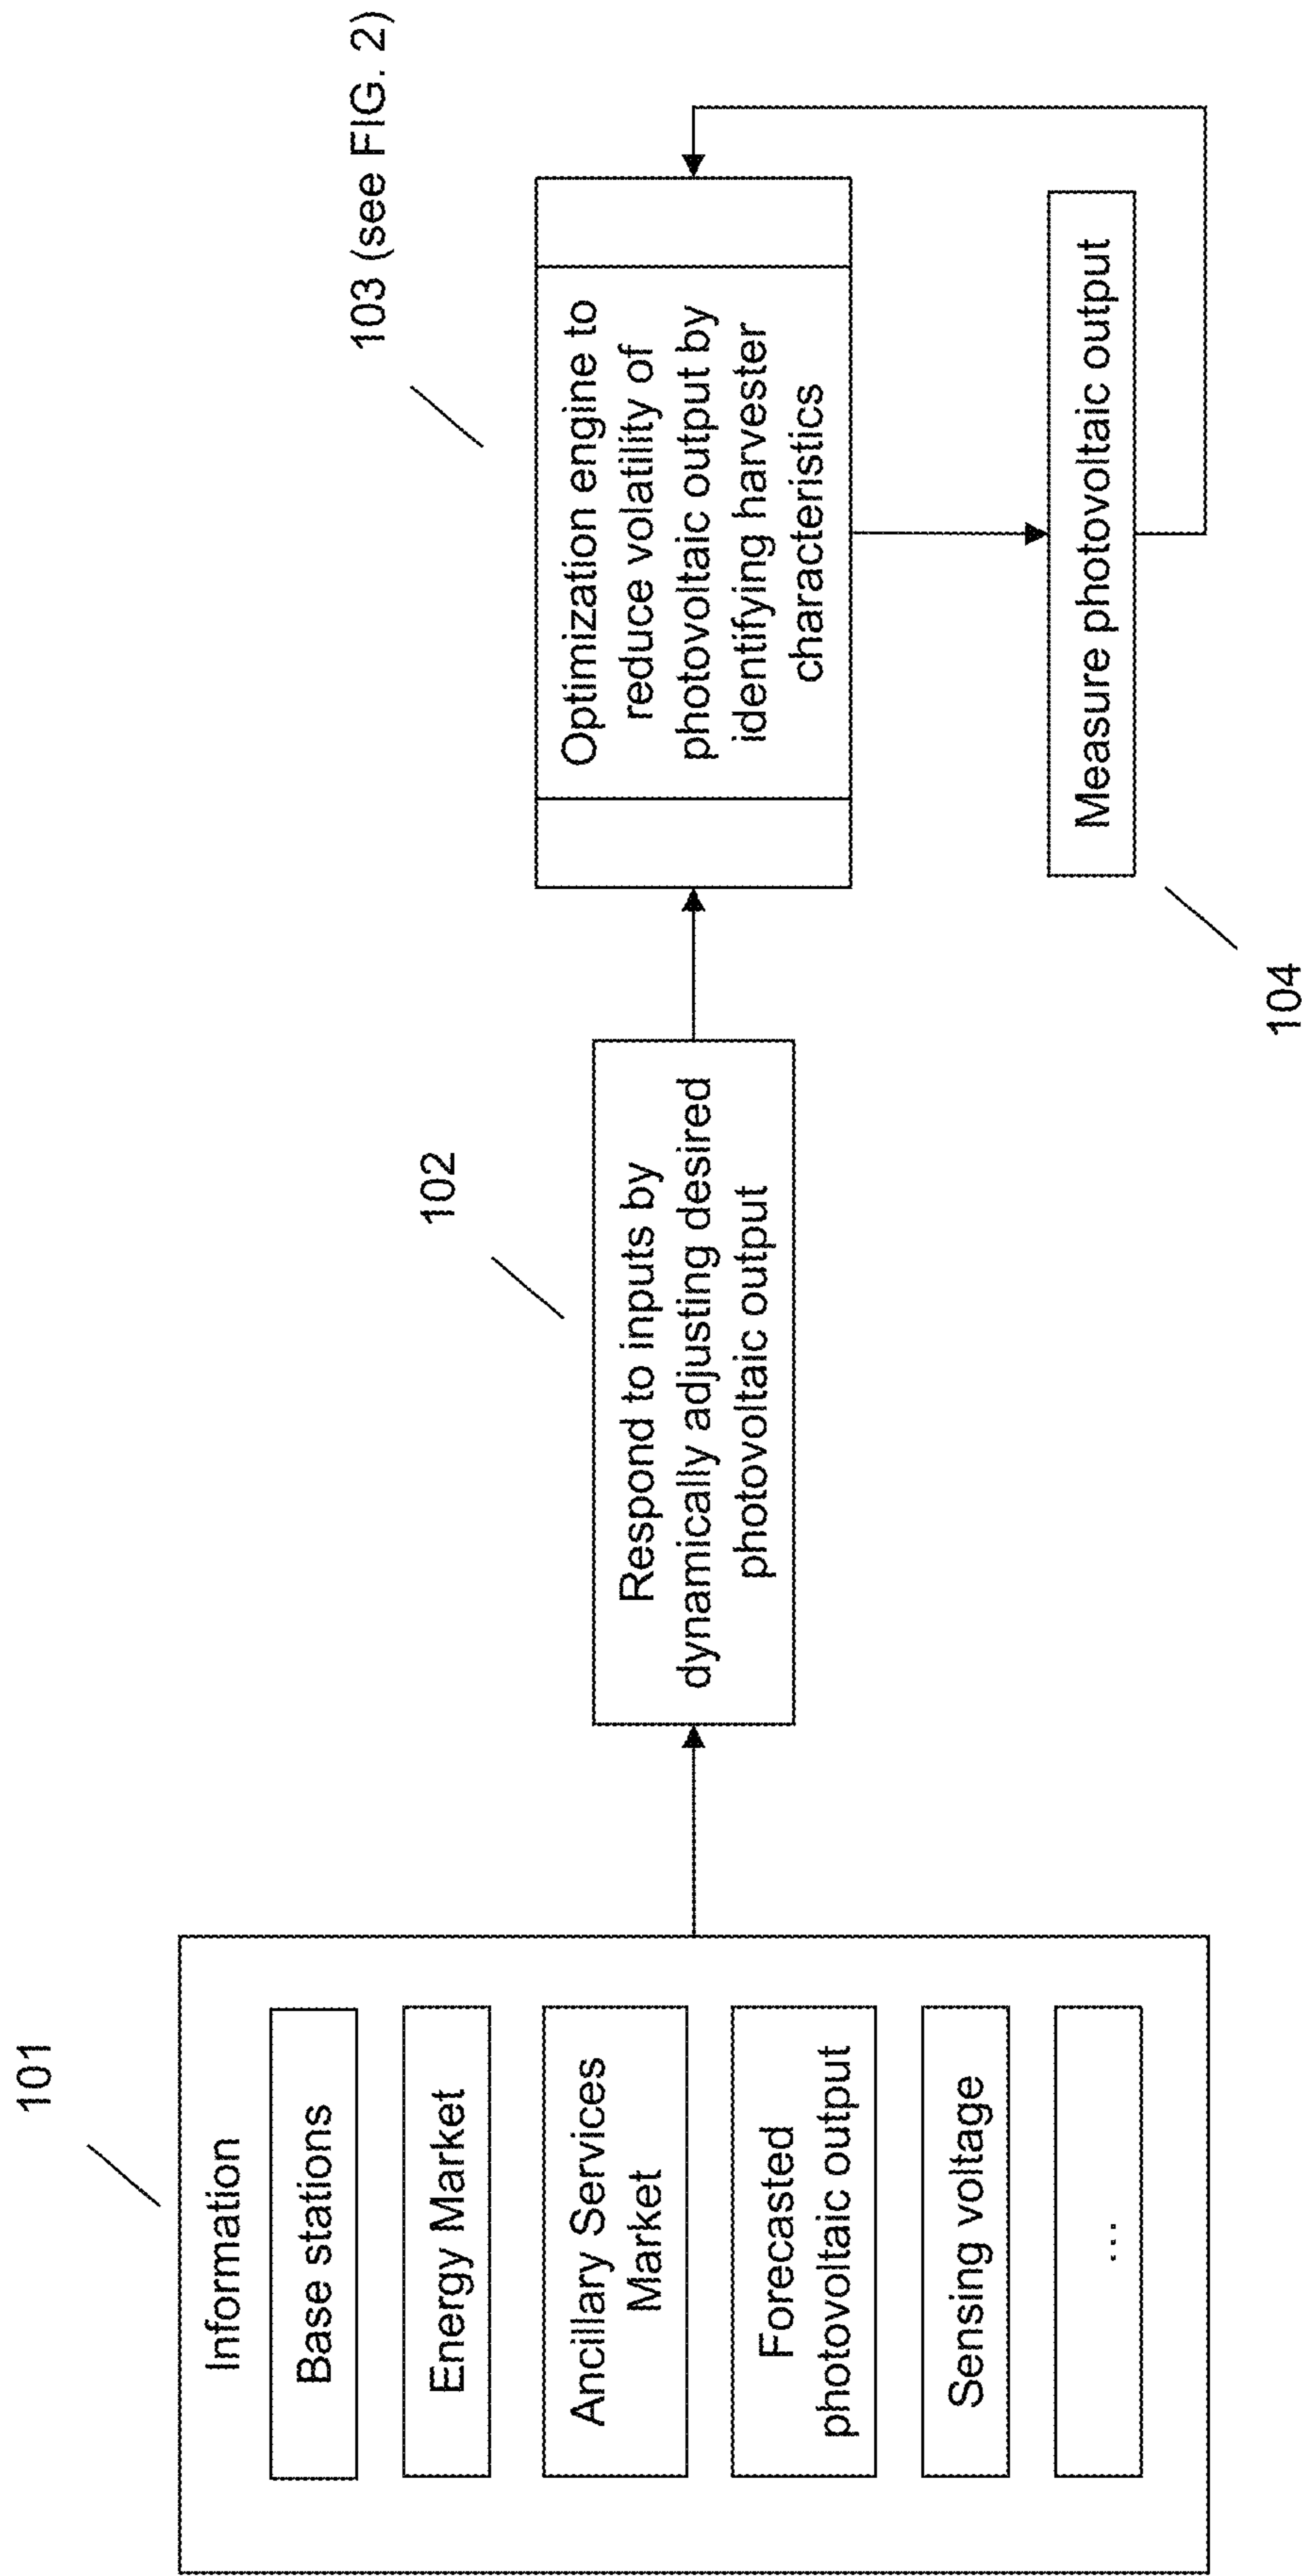 101
Information
Base stations
Energy Market
Ancillary Services
Market
Forecasted
photovoltaic output
Sensing voltage
...
102
Respond to inputs by
dynamically adjusting desired
photovoltaic output
103 (see FIG. 2)
Optimization engine to
reduce volatility of
photovoltaic output by
identifying harvester
characteristics
Measure photovoltaic output
104